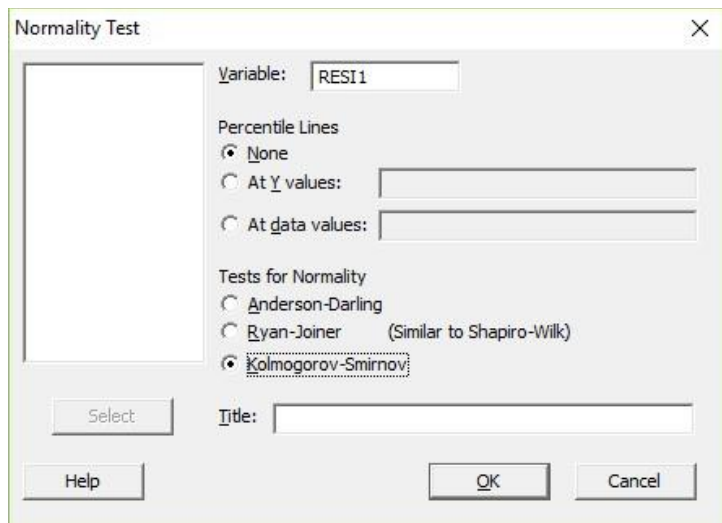 Normality Test
Variable: RESI1
Percentile Lines
None
At Y values:
At data values:
Tests for Normality
Anderson-Darling
Ryan-Joiner (Similar to Shapiro-Wilk)
Kolmogorov-Smirnov
Select
Title:
Help
OK
Cancel